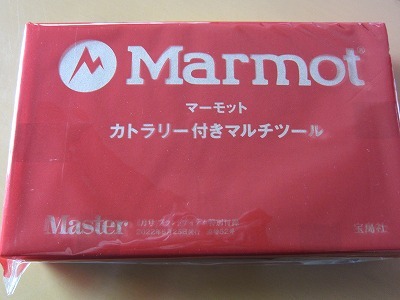 Marmot
マーモット
カトラリー付きマルチツール
Master
宝島社